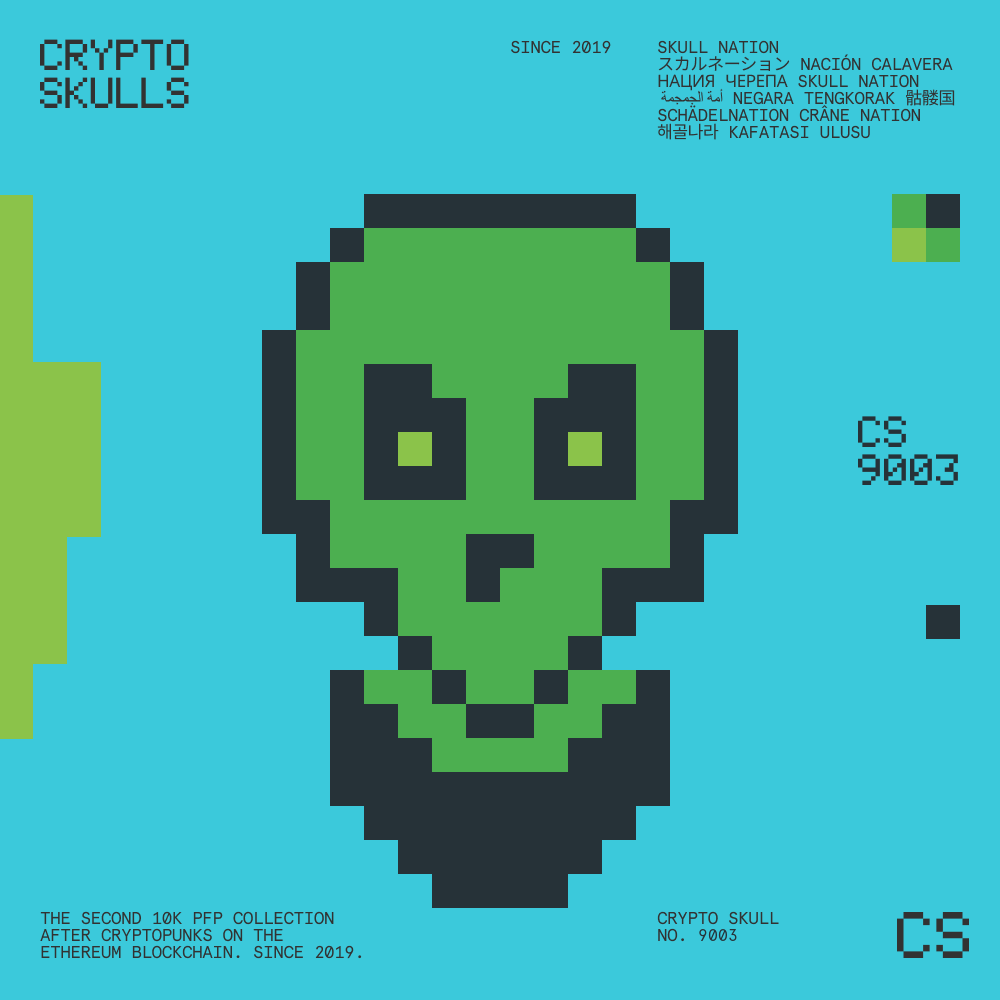 CRYPTO
SKULLS
SINCE 2019
SKULL NATION
スカルネーション NACIÓN CALAVERA
НАЦИЯ ЧЕРЕПА SKULL NATION
أمة الجمجمة NEGARA TENGKORAK 骷髅国
SCHÄDELNATION CRÂNE NATION
해골나라 KAFATASI ULUSU
CS
9003
THE SECOND 10K PFP COLLECTION
AFTER CRYPTOPUNKS ON THE
ETHEREUM BLOCKCHAIN. SINCE 2019.
CRYPTO SKULL
NO. 9003
CS